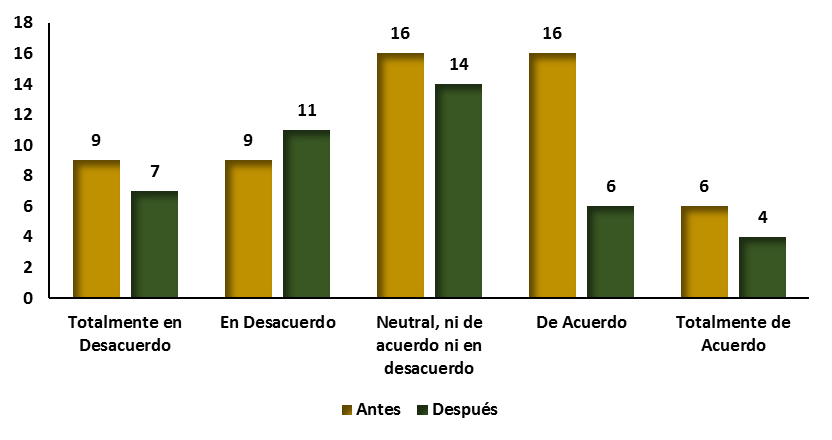 18
16
14
12
10
8
6
4
2
0
9
7
9
11
16
14
16
6
6
4
Totalmente en
Desacuerdo
En Desacuerdo
Neutral, ni de
acuerdo ni en
desacuerdo
De Acuerdo
Totalmente de
Acuerdo
Antes
Después